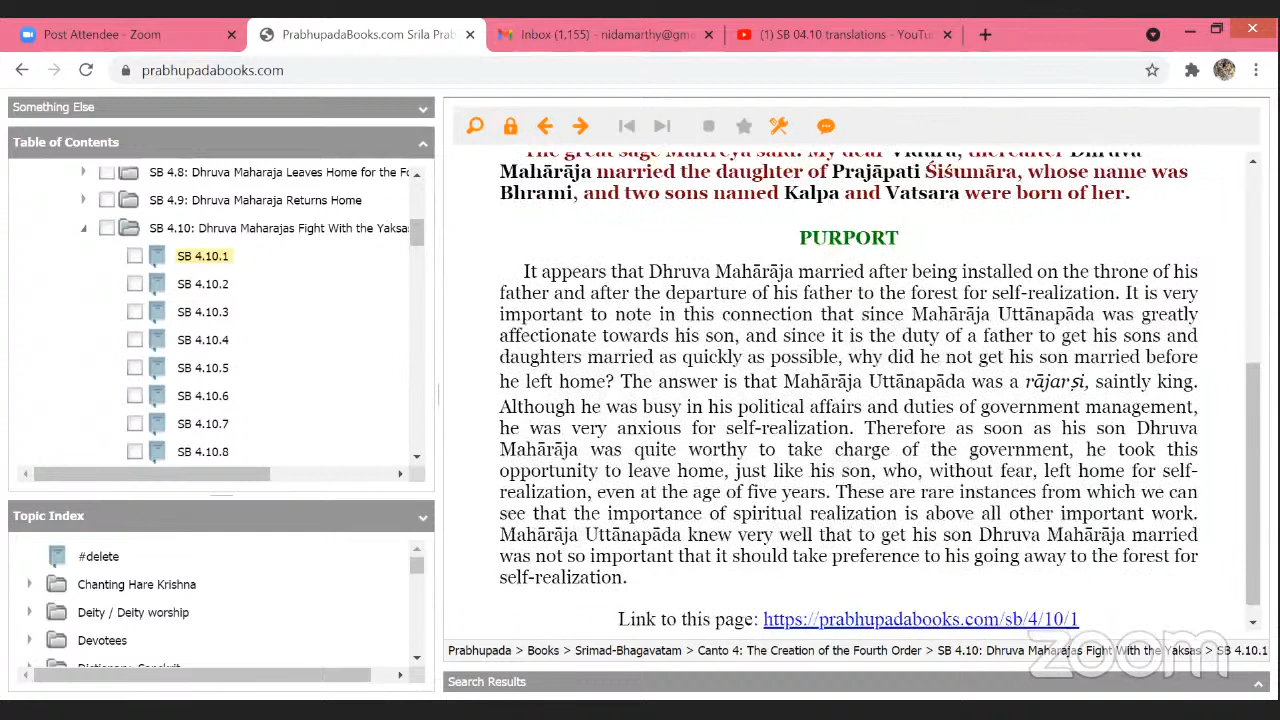 Post Attendee - Zoom
PrabhupadaBooks.com Srila Prab
Inbox (1,155) - nidamarthy@gm
(1) SB 04.10 translations - YouTu
prabhupadabooks.com
Something Else
Table of Contents
SB 4.8: Dhruva Maharaja Leaves Home for the Fo
SB 4.9: Dhruva Maharaja Returns Home
SB 4.10: Dhruva Maharajas Fight With the Yaksas
SB 4.10.1
SB 4.10.2
SB 4.10.3
SB 4.10.4
SB 4.10.5
SB 4.10.6
SB 4.10.7
SB 4.10.8
Topic Index
#delete
Chanting Hare Krishna
Deity / Deity worship
Devotees
Dictionary, Sanskrit
The great sage Maitreya said: My dear Vidura, thereafter Dhruva
Mahārāja married the daughter of Prajāpati Śiśumāra, whose name was
Bhrami, and two sons named Kalpa and Vatsara were born of her.
PURPORT
It appears that Dhruva Mahārāja married after being installed on the throne of his
father and after the departure of his father to the forest for self-realization. It is very
important to note in this connection that since Mahārāja Uttānapāda was greatly
affectionate towards his son, and since it is the duty of a father to get his sons and
daughters married as quickly as possible, why did he not get his son married before
he left home? The answer is that Mahārāja Uttānapāda was a rājarṣi, saintly king.
Although he was busy in his political affairs and duties of government management,
he was very anxious for self-realization. Therefore as soon as his son Dhruva
Mahārāja was quite worthy to take charge of the government, he took this
opportunity to leave home, just like his son, who, without fear, left home for self-
realization, even at the age of five years. These are rare instances from which we can
see that the importance of spiritual realization is above all other important work.
Mahārāja Uttānapāda knew very well that to get his son Dhruva Mahārāja married
was not so important that it should take preference to his going away to the forest for
self-realization.
Link to this page: https://prabhupadabooks.com/sb/4/10/1
Prabhupada > Books > Srimad-Bhagavatam > Canto 4: The Creation of the Fourth Order > SB 4.10: Dhruva Maharajas Fight With the Yaksas > SB 4.10.1
Search Results
zoom